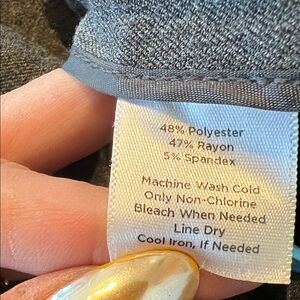 48% Polyester
47% Rayon
5% Spandex
Machine Wash Cold
Only Non-Chlorine
Bleach When Needed
Line Dry
Cool Iron, If Needed